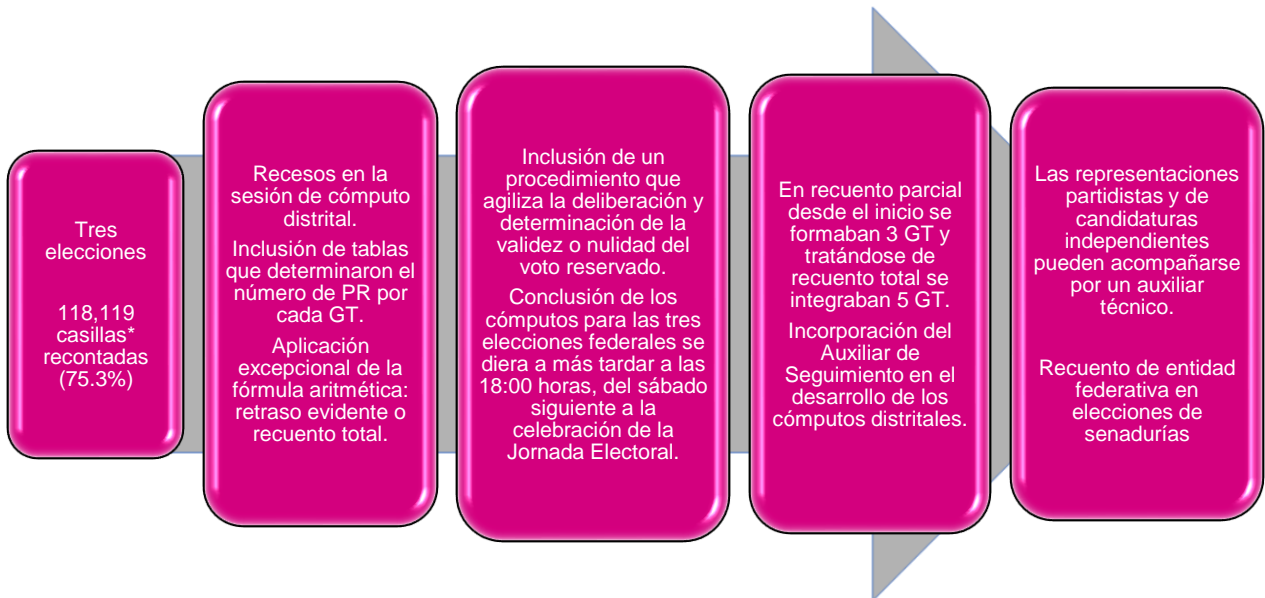 Tres
elecciones
118,119
casillas*
recontadas
(75.3%)
Recesos en la
sesión de cómputo
distrital.
Inclusión de tablas
que determinaron el
número de PR por
cada GT.
Aplicación
excepcional de la
fórmula aritmética:
retraso evidente o
recuento total.
Inclusión de un
procedimiento que
agiliza la deliberación y
determinación de la
validez o nulidad del
voto reservado.
Conclusión de los
cómputos para las tres
elecciones federales se
diera a más tardar a las
18:00 horas, del sábado
siguiente a la
celebración de la
Jornada Electoral.
En recuento parcial
desde el inicio se
formaban 3 GT y
tratándose de
recuento total se
integraban 5 GT.
Incorporación del
Auxiliar de
Seguimiento en el
desarrollo de los
cómputos distritales.
Las representaciones
partidistas y de
candidaturas
independientes
pueden acompañarse
por un auxiliar
técnico.
Recuento de entidad
federativa en
elecciones de
senadurías